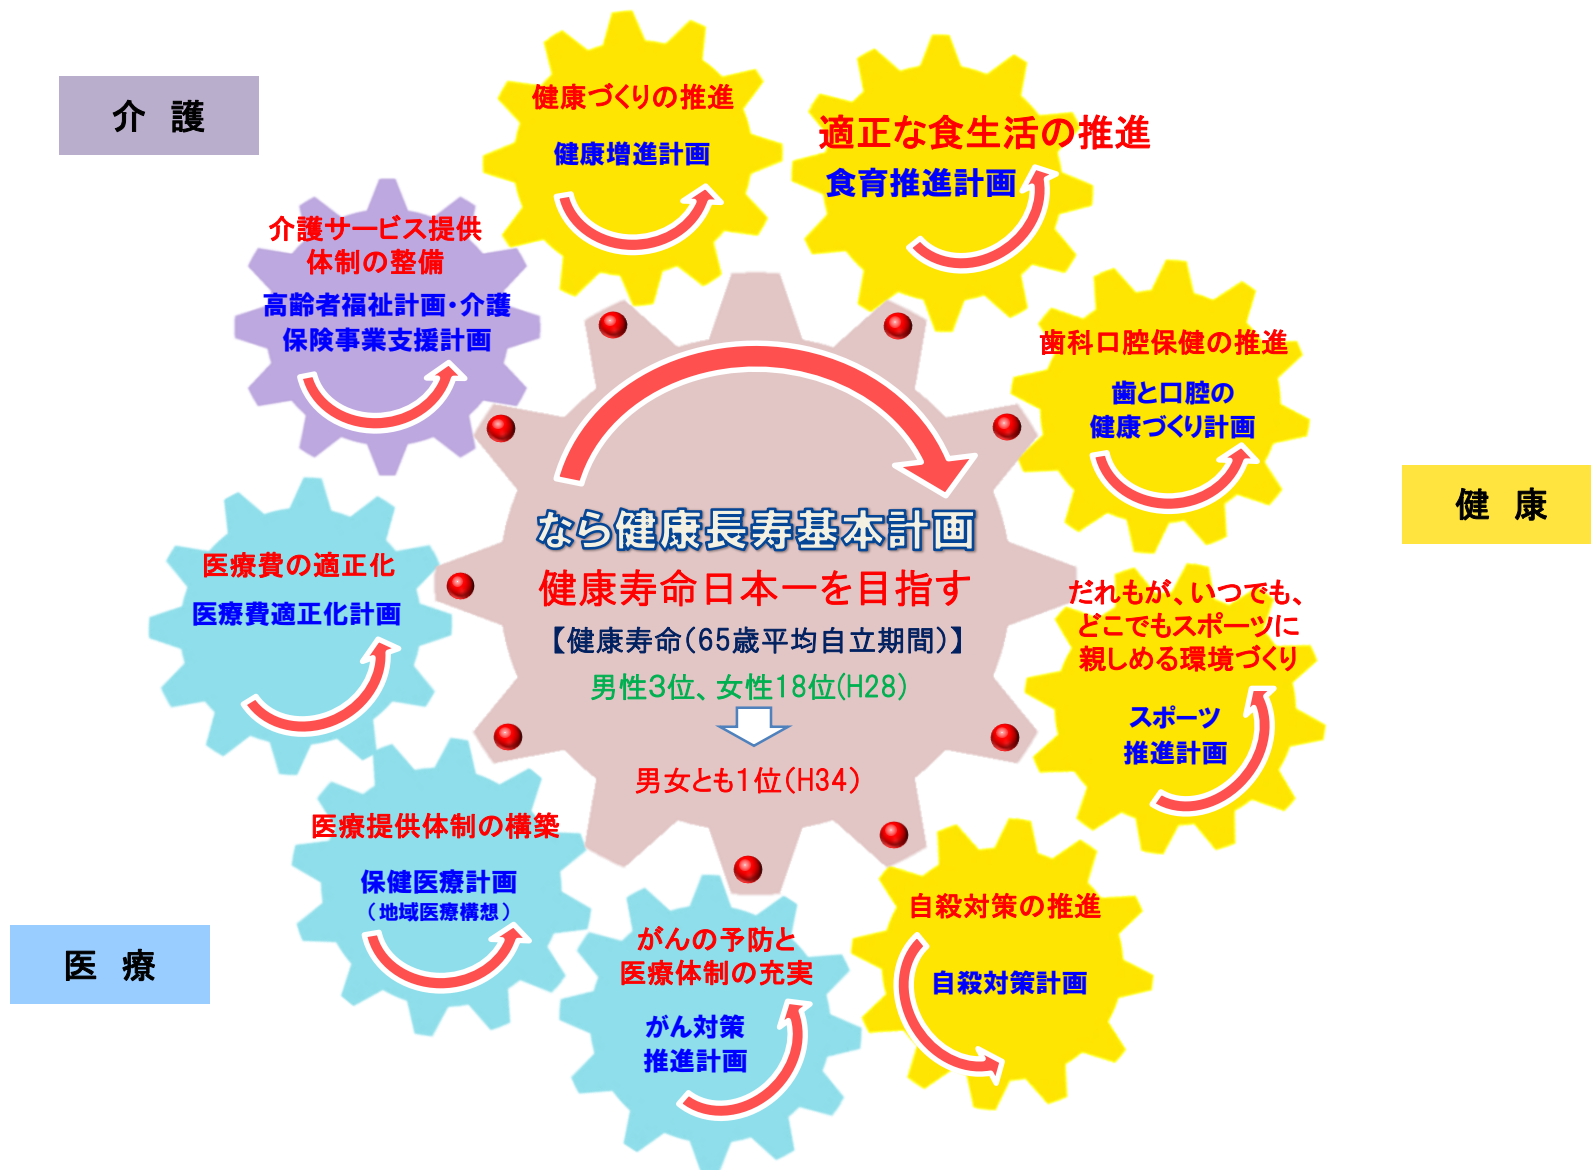 介 護
健康づくりの推進
健康増進計画
適正な食生活の推進
食育推進計画
介護サービス提供
体制の整備
高齢者福祉計画・介護
保険事業支援計画
歯科口腔保健の推進
歯と口腔の
健康づくり計画
健 康
なら健康長寿基本計画
健康寿命日本一を目指す
【健康寿命(65歳平均自立期間)】
男性3位、女性18位(H28)
男女とも1位(H34)
医療費の適正化
医療費適正化計画
だれもが、いつでも、
どこでもスポーツに
親しめる環境づくり
スポーツ
推進計画
医療提供体制の構築
保健医療計画
(地域医療構想)
医 療
がんの予防と
医療体制の充実
がん対策
推進計画
自殺対策の推進
自殺対策計画